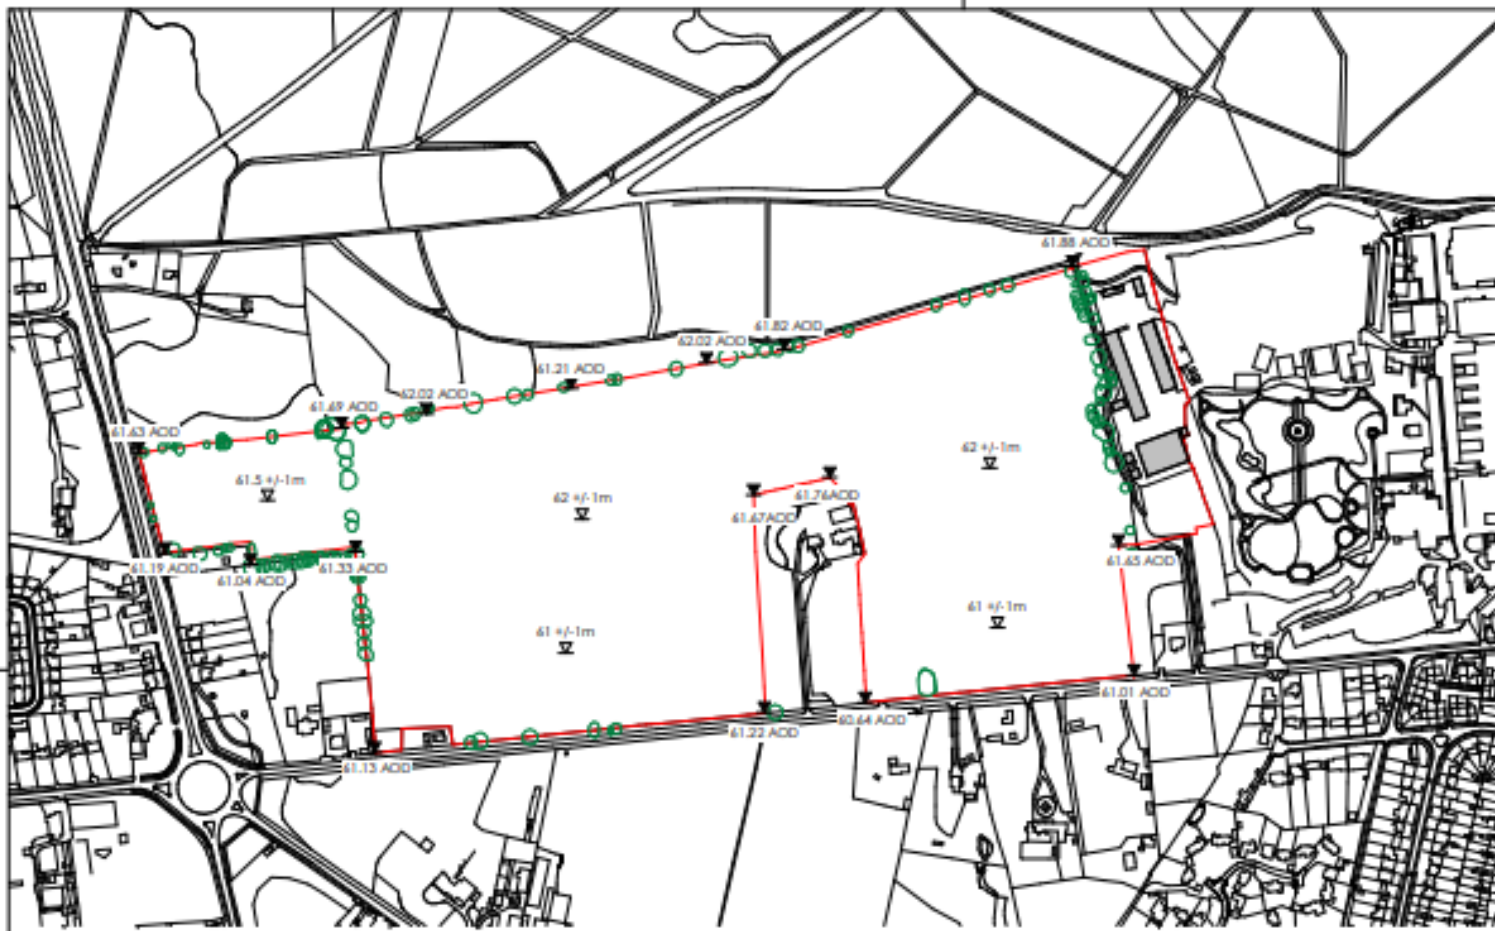 61.88 AOD
61.82 AOD
62.02 AOD
61.21 AOD
62.02 AOD
61.69 AOD
61.63 AOD
62 +/-1m
61.5 +/-1m
61.76AOD
62 +/-1m
61.67AOD
61.65 AOD
61.19 AOD
61.04 AOD
61.33 AOD
61 +/-1m
61 +/-1m
61.01 AOD
60.64 AOD
61.22 AOD
61.13 AOD